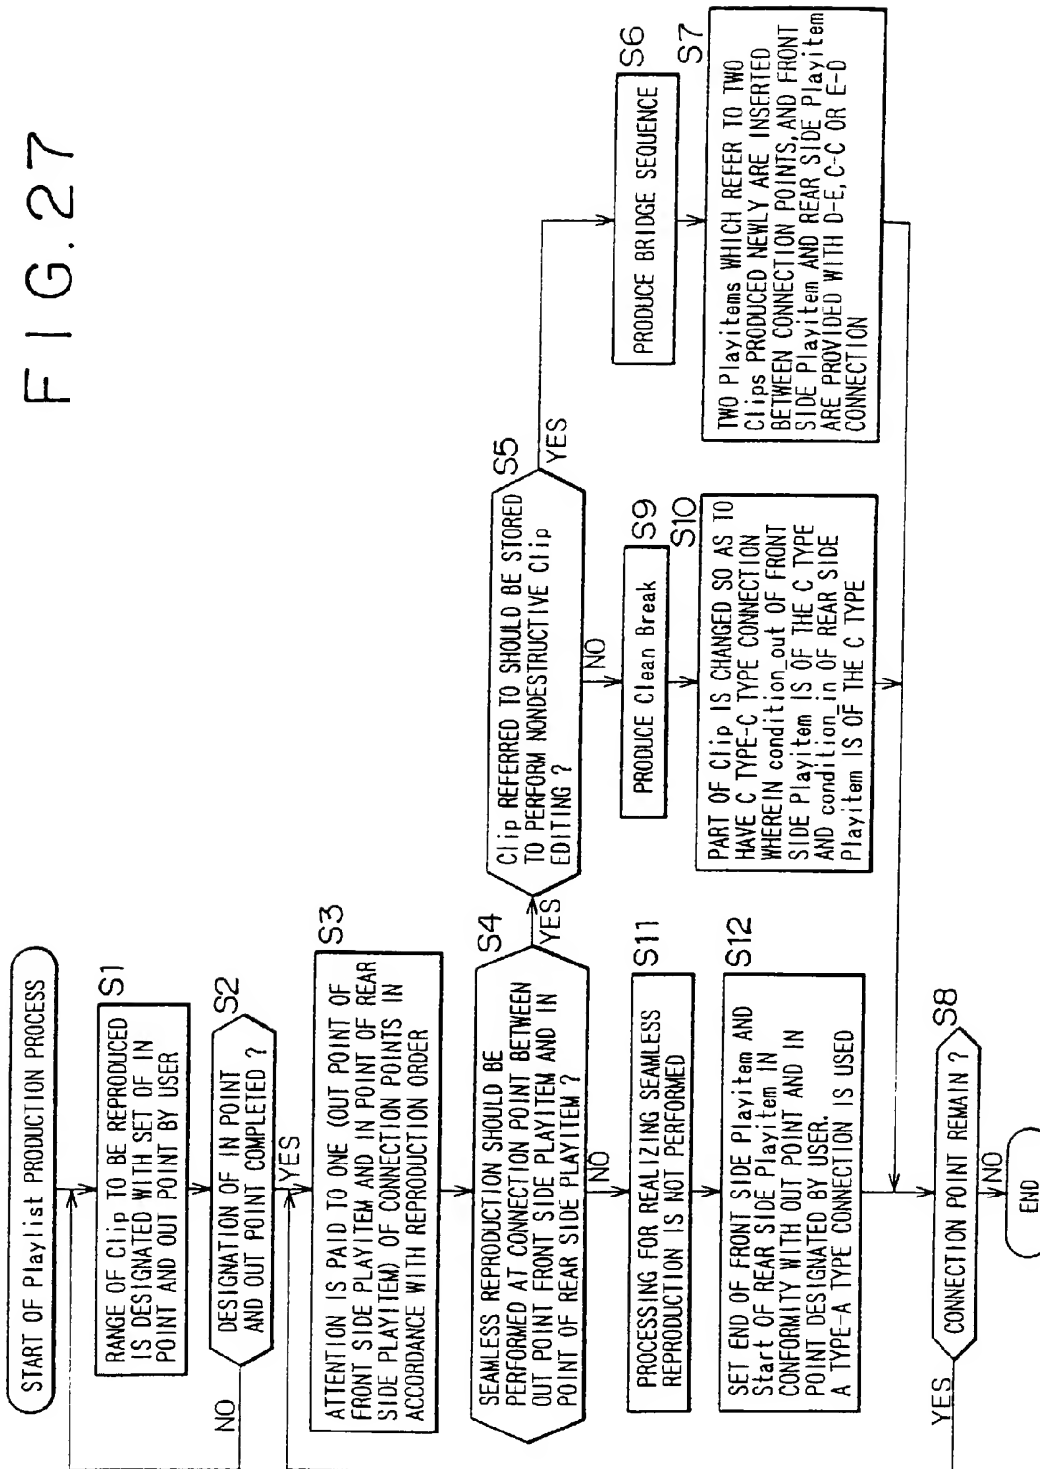 FIG.27
START OF Playlist PRODUCTION PROCESS
S1
RANGE OF Clip TO BE REPRODUCED
IS DESIGNATED WITH SET OF IN
POINT AND OUT POINT BY USER
S2
DESIGNATION OF IN POINT
AND OUT POINT COMPLETED ?
NO
YES
S3
ATTENTION IS PAID TO ONE (OUT POINT OF
FRONT SIDE PLAYITEM AND IN POINT OF REAR
SIDE PLAYITEM) OF CONNECTION POINTS IN
ACCORDANCE WITH REPRODUCTION ORDER
S4
SEAMLESS REPRODUCTION SHOULD BE
PERFORMED AT CONNECTION POINT BETWEEN
OUT POINT FRONT SIDE PLAYITEM AND IN
POINT OF REAR SIDE PLAYITEM ?
YES
NO
S5
Clip REFERRED TO SHOULD BE STORED
TO PERFORM NONDESTRUCTIVE Clip
EDITING ?
YES
NO
S6
PRODUCE BRIDGE SEQUENCE
S7
TWO Playitems WHICH REFER TO TWO
Clips PRODUCED NEWLY ARE INSERTED
BETWEEN CONNECTION POINTS, AND FRONT
SIDE Playitem AND REAR SIDE Playitem
ARE PROVIDED WITH D-E, C-C OR E-D
CONNECTION
S9
PRODUCE Clean Break
S10
PART OF Clip IS CHANGED SO AS TO
HAVE C TYPE-C TYPE CONNECTION
WHEREIN condition_out OF FRONT
SIDE Playitem IS OF THE C TYPE
AND condition_in OF REAR SIDE
Playitem IS OF THE C TYPE
S11
PROCESSING FOR REALIZING SEAMLESS
REPRODUCTION IS NOT PERFORMED
S12
SET END OF FRONT SIDE Playitem AND
Start OF REAR SIDE Playitem IN
CONFORMITY WITH OUT POINT AND IN
POINT DESIGNATED BY USER.
A TYPE-A TYPE CONNECTION IS USED
S8
CONNECTION POINT REMAIN ?
YES
NO
END